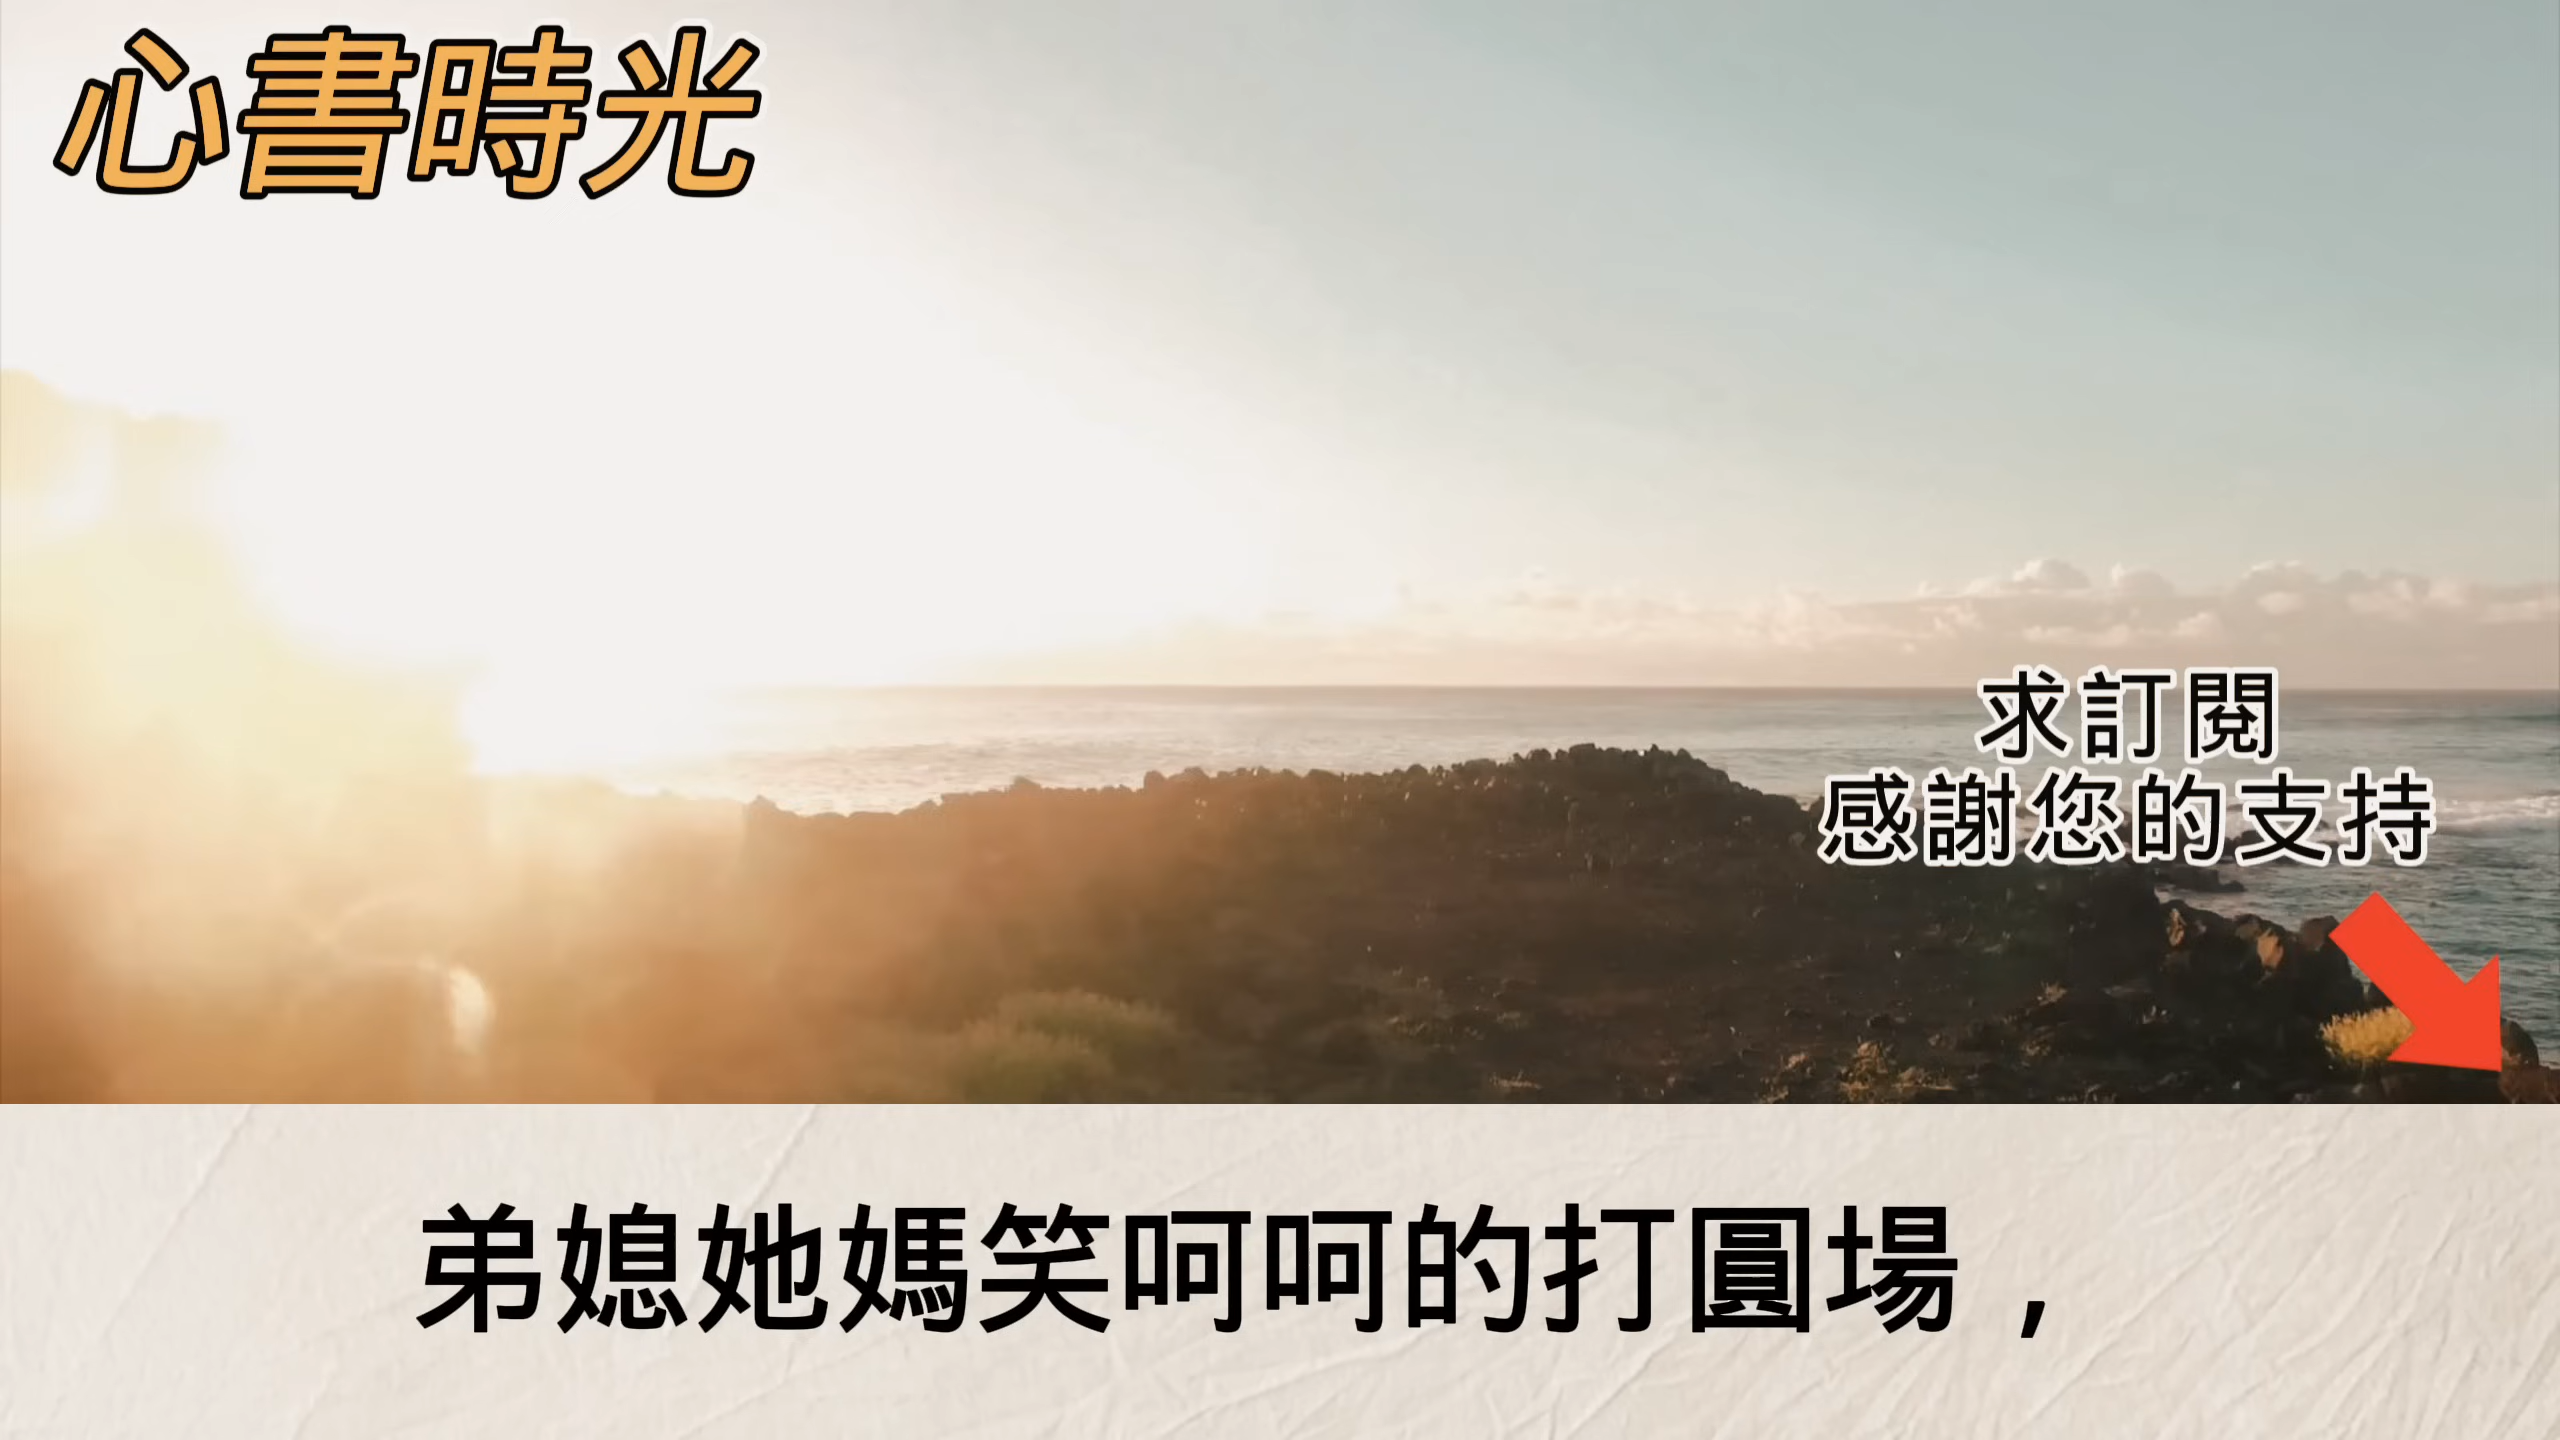 心書時光
求訂閱
感謝您的支持
弟媳她媽笑呵呵的打圓場，